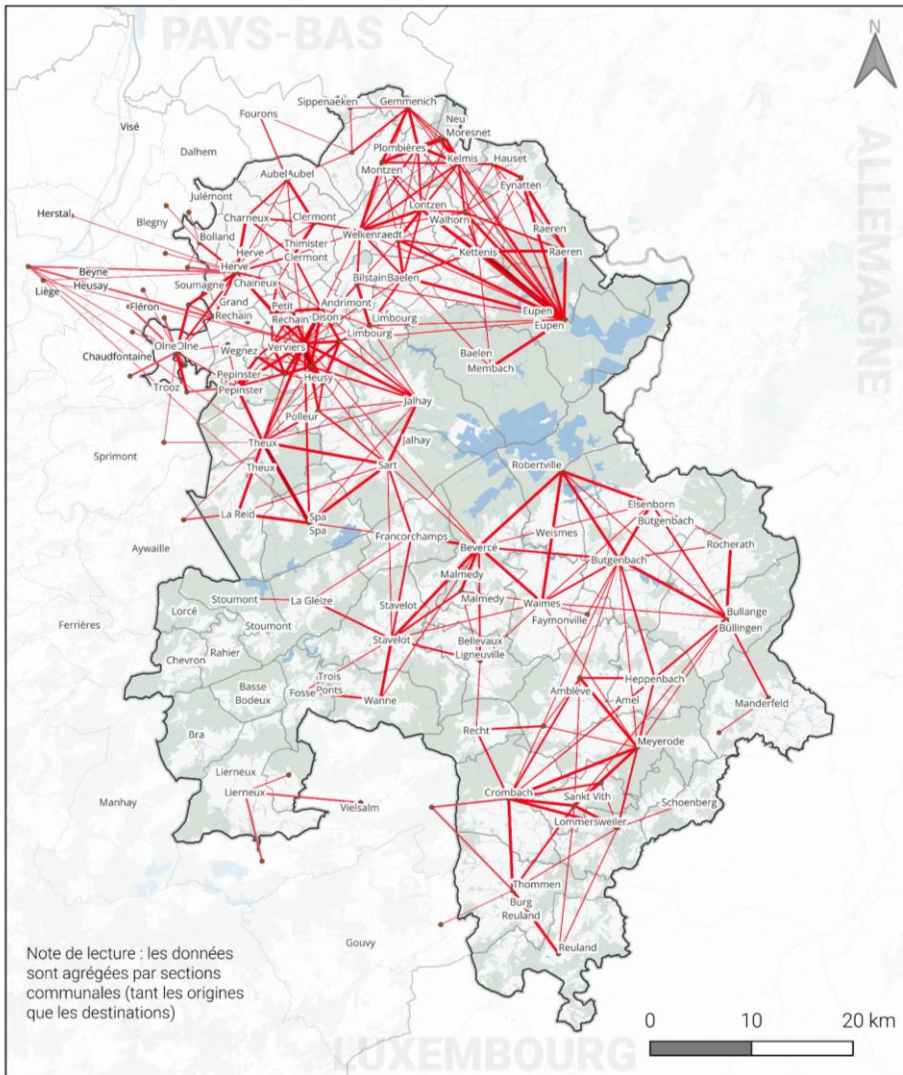 PAYS-BAS
N
Sippenaeken
Gemmenich
Fourons
Neu
Moresnet
Visé
Plombières
Kelmis
Hauset
Dalhem
Montzen
Aubel
Aubel
Eynatten
ALLEMAGNE
Julémont
Lontzen
Herstal
Blegny
Charneux
Clermont
Walhorn
Raeren
Bolland
Welkenraedt
Thimister
Clermont
Kettenis
Raeren
Herve
Herve
Beyne
Heusay
Liège
Chaineux
Bilstain
Baelen
Soumagne
Fléron
Grand
Rechain
Petit
Rechain
Andrimont
Dison
Limbourg
Limbourg
Eupen
Eupen
Olne
Olne
Verviers
Chaudfontaine
Wegnez
Baelen
Membach
Trooz
Pepinster
Pepinster
Heusy
Jalhay
Polleur
Jalhay
Sprimont
Theux
Theux
Sart
Robertville
La Reid
Spa
Spa
Elsenborn
Bütgenbach
Weismes
Francorchamps
Rocherath
Aywaille
Bevercé
Butgenbach
Malmedy
Malmedy
Stoumont
La Gleize
Stavelot
Waimes
Faymonville
Bullange
Büllingen
Lorcé
Ferrières
Stoumont
Stavelot
Bellevaux
Ligneuville
Rahier
Chevron
Trois
Ponts
Heppenbach
Basse
Bodeux
Fosse
Wanne
Amblève
Amel
Manderfeld
Bra
Recht
Meyerode
Lierneux
Lierneux
Crombach
Sankt Vith
Schoenberg
Manhay
Vielsalm
Lommersweiler
Thommen
Burg
Reuland
Gouvy
Reuland
Note de lecture : les données
sont agrégées par sections
communales (tant les origines
que les destinations)
0 10 20 km
LUXEMBOURG